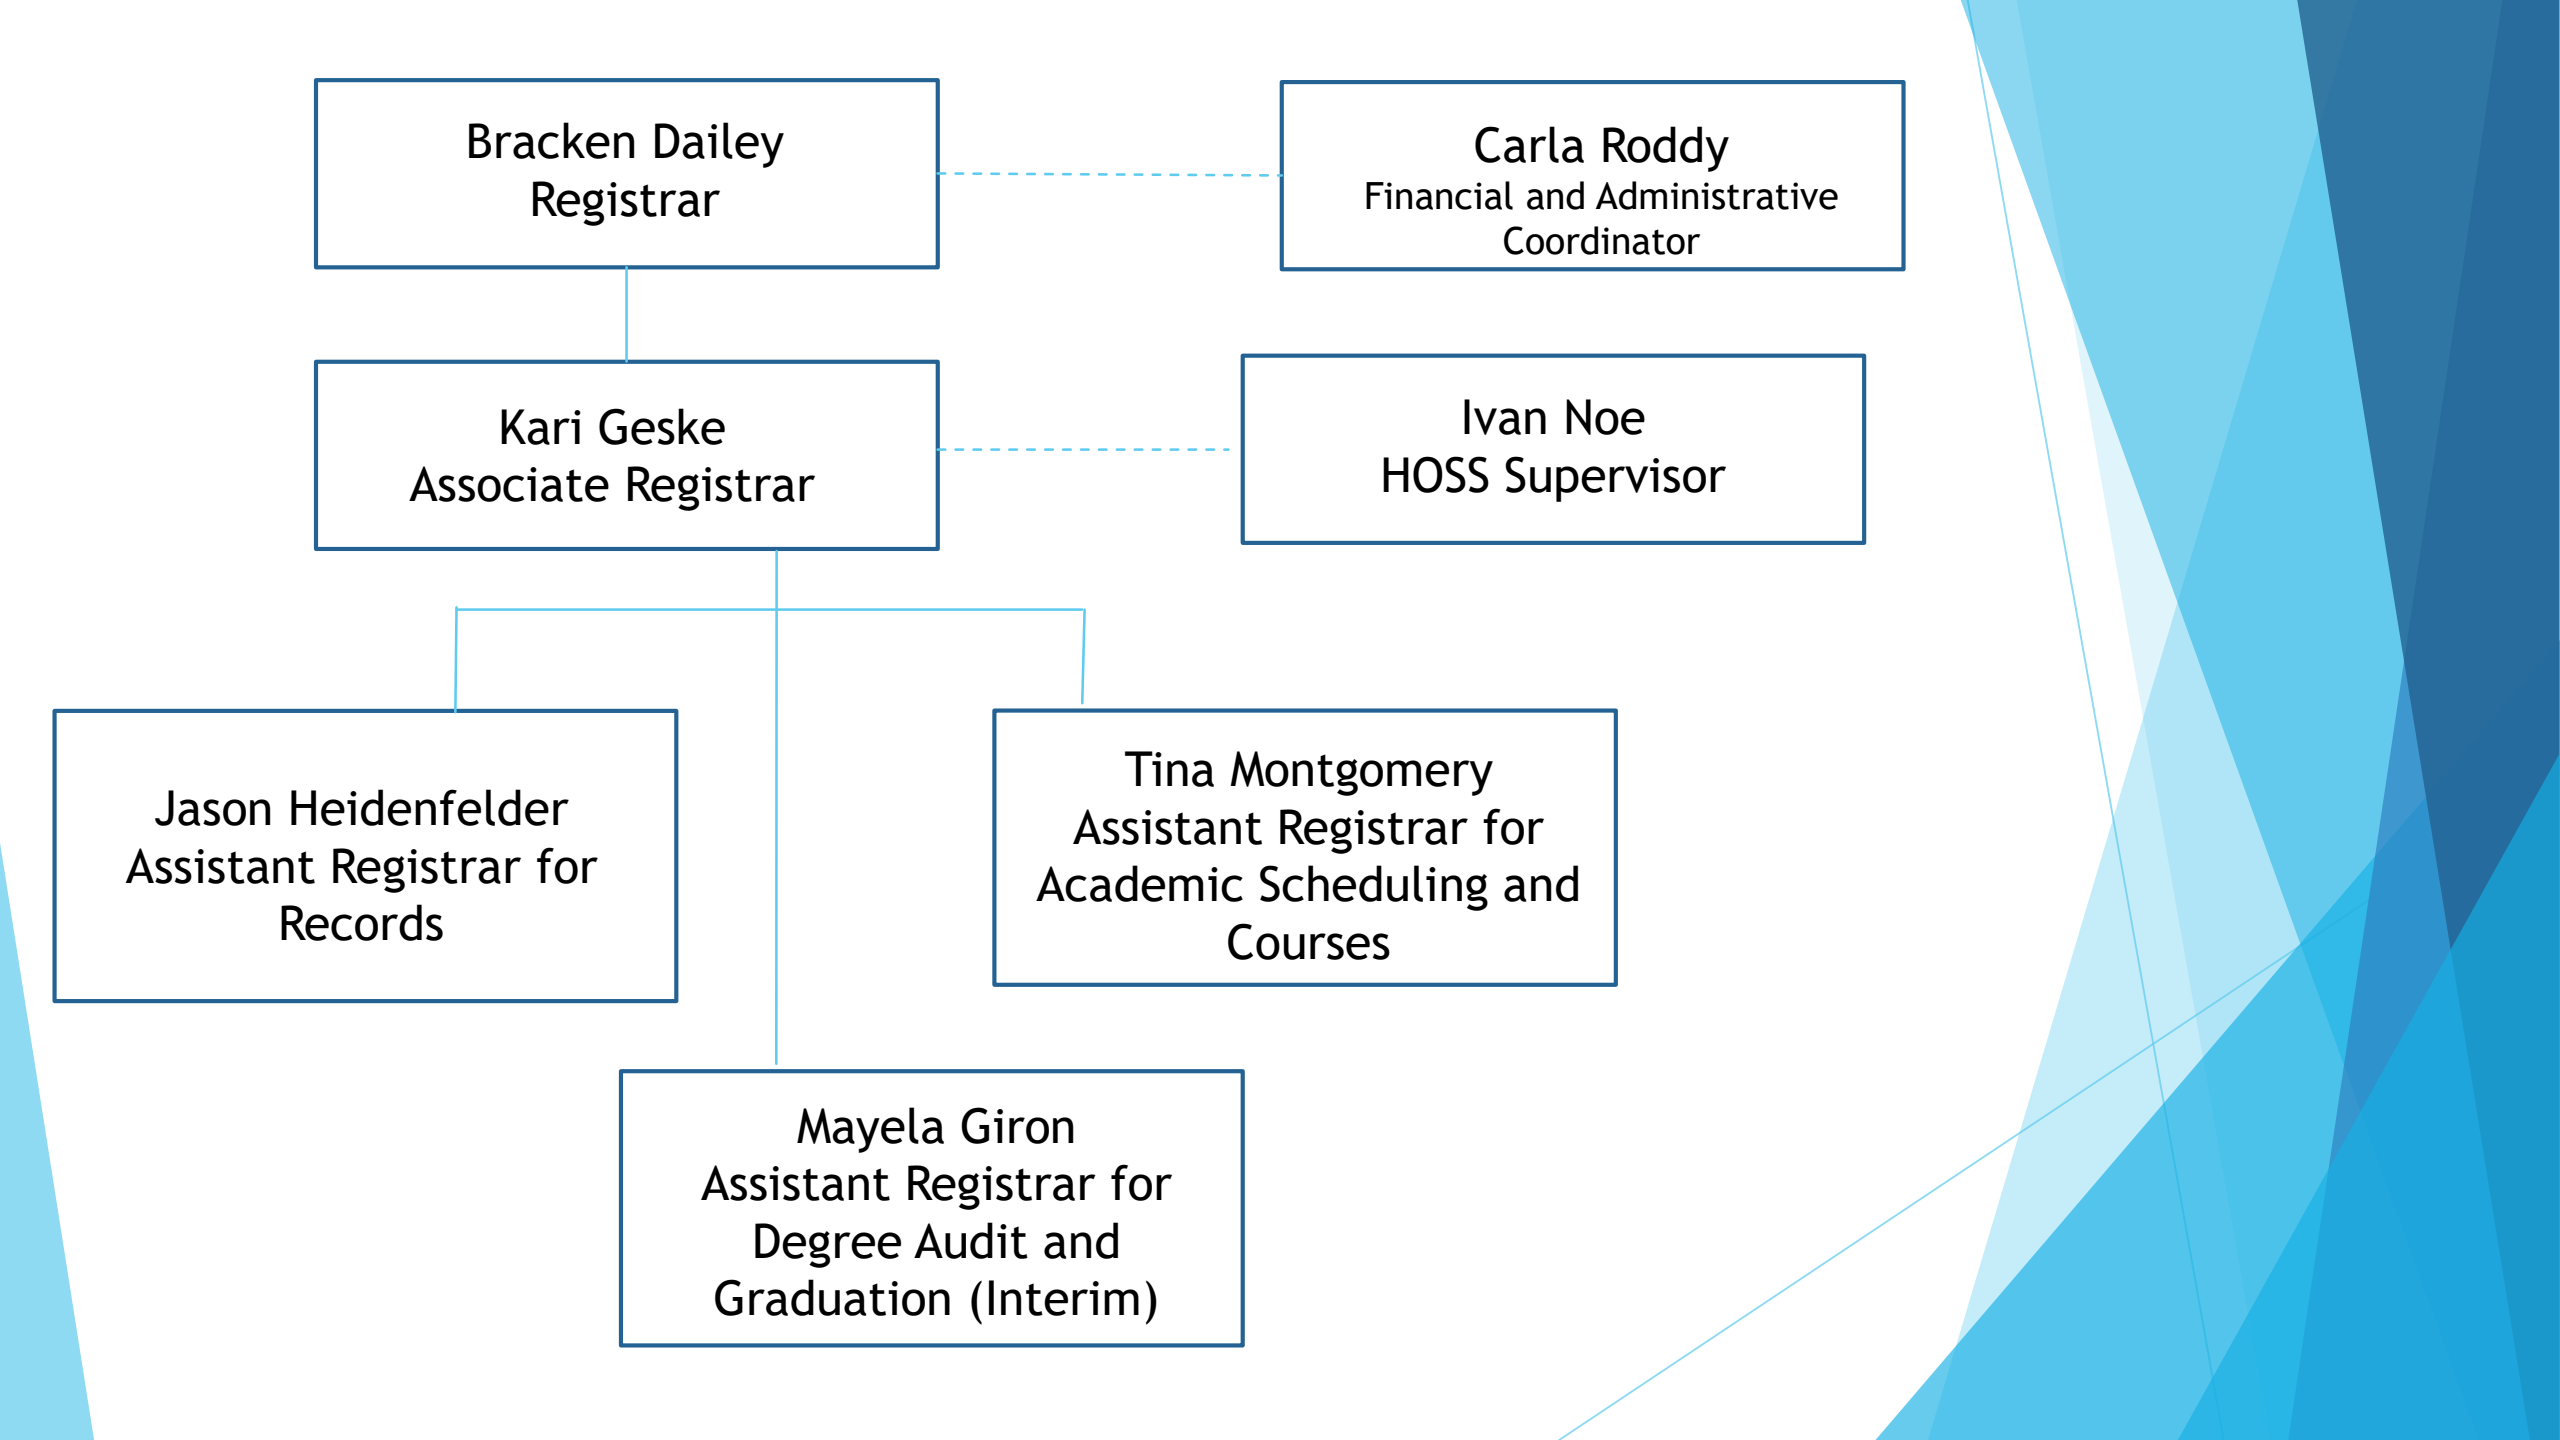 Bracken Dailey
Registrar
Carla Roddy
Financial and Administrative
Coordinator
Kari Geske
Associate Registrar
Ivan Noe
HOSS Supervisor
Jason Heidenfelder
Assistant Registrar for
Records
Tina Montgomery
Assistant Registrar for
Academic Scheduling and
Courses
Mayela Giron
Assistant Registrar for
Degree Audit and
Graduation (Interim)